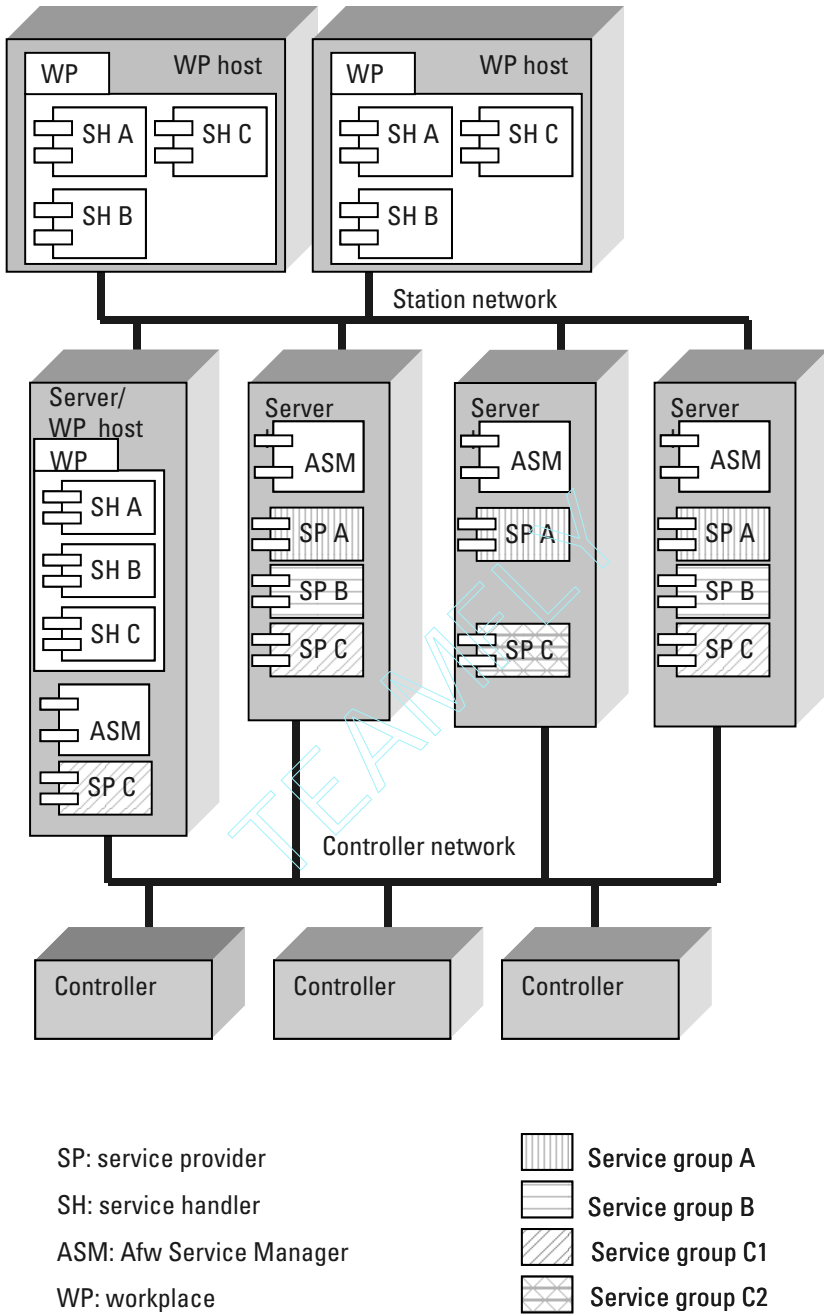 WP
WP host
SH A
SH C
SH B
WP
WP host
SH A
SH C
SH B
Station network
Server/
WP host
WP
SH A
SH B
SH C
ASM
SP C
Server
ASM
SP A
SP B
SP C
Server
ASM
SP A
SP C
Server
ASM
SP A
SP B
SP C
TEAMFLY
Controller network
Controller
Controller
Controller
SP: service provider
SH: service handler
ASM: Afw Service Manager
WP: workplace
Service group A
Service group B
Service group C1
Service group C2